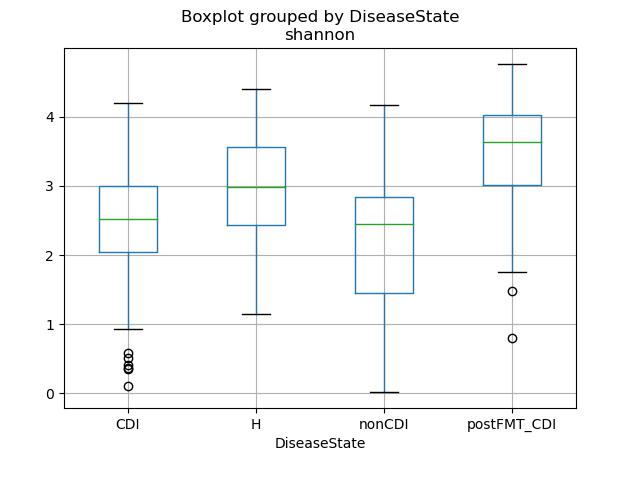 Boxplot grouped by DiseaseState
shannon
4
3
2
1
0
CDI
H
nonCDI
postFMT_CDI
DiseaseState